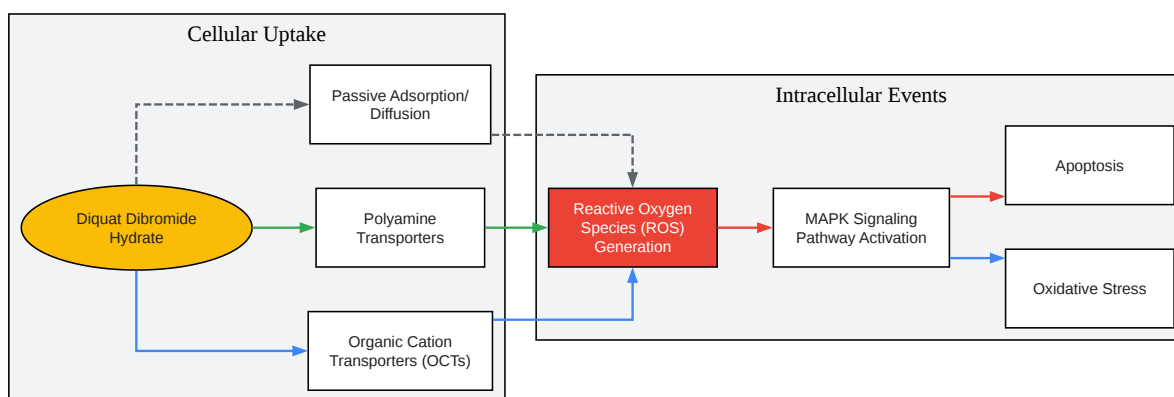 Cellular Uptake
Passive Adsorption/
Diffusion
Diquat Dibromide
Hydrate
Polyamine
Transporters
Organic Cation
Transporters (OCTs)
Intracellular Events
Reactive Oxygen
Species (ROS)
Generation
MAPK Signaling
Pathway Activation
Apoptosis
Oxidative Stress